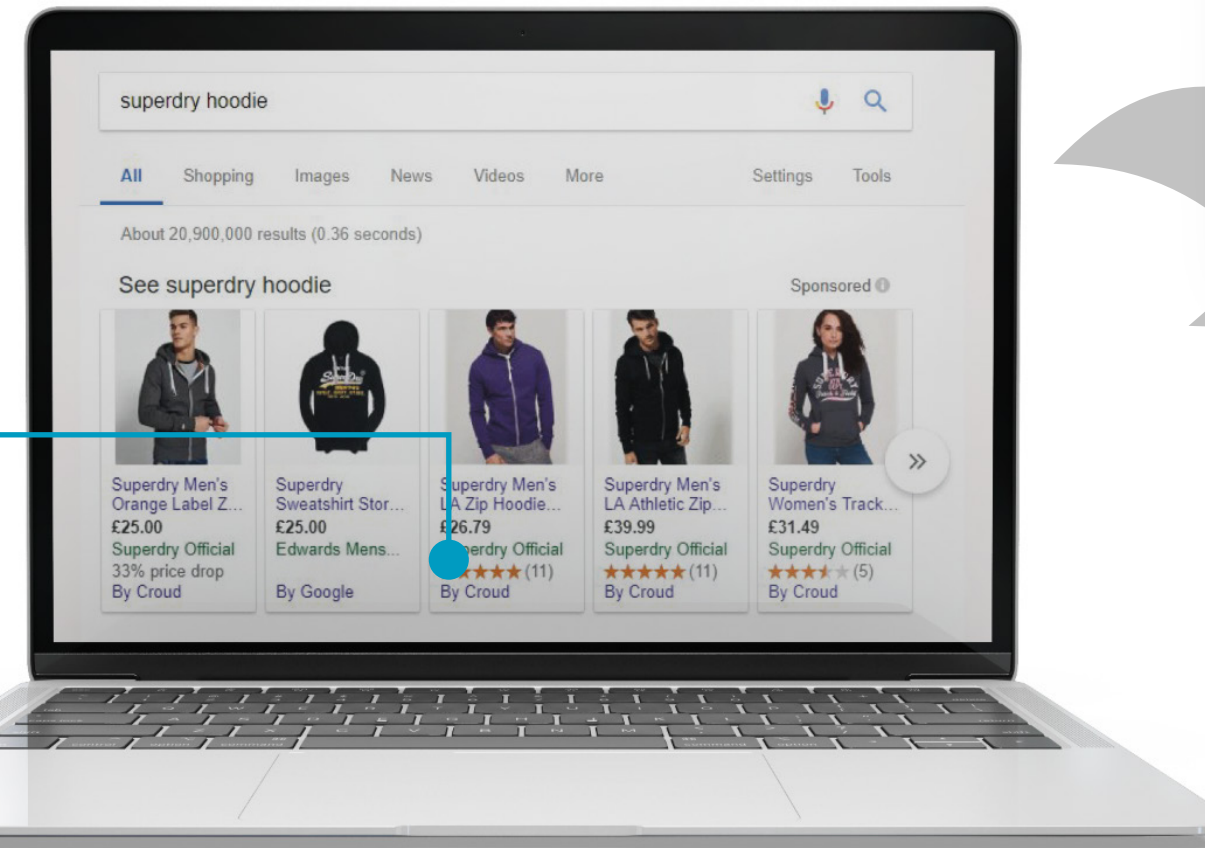 superdry hoodie
All Shopping Images News Videos More Settings Tools
About 20,900,000 results (0.36 seconds)
See superdry hoodie
Sponsored
Superdry Men's
Orange Label Z...
£25.00
Superdry Official
33% price drop
By Croud
Superdry
Sweatshirt Stor...
£25.00
Edwards Mens...
By Google
Superdry Men's
LA Zip Hoodie...
£26.79
Superdry Official
(11)
By Croud
Superdry Men's
LA Athletic Zip...
£39.99
Superdry Official
(11)
By Croud
Superdry
Women's Track...
£31.49
Superdry Official
(5)
By Croud